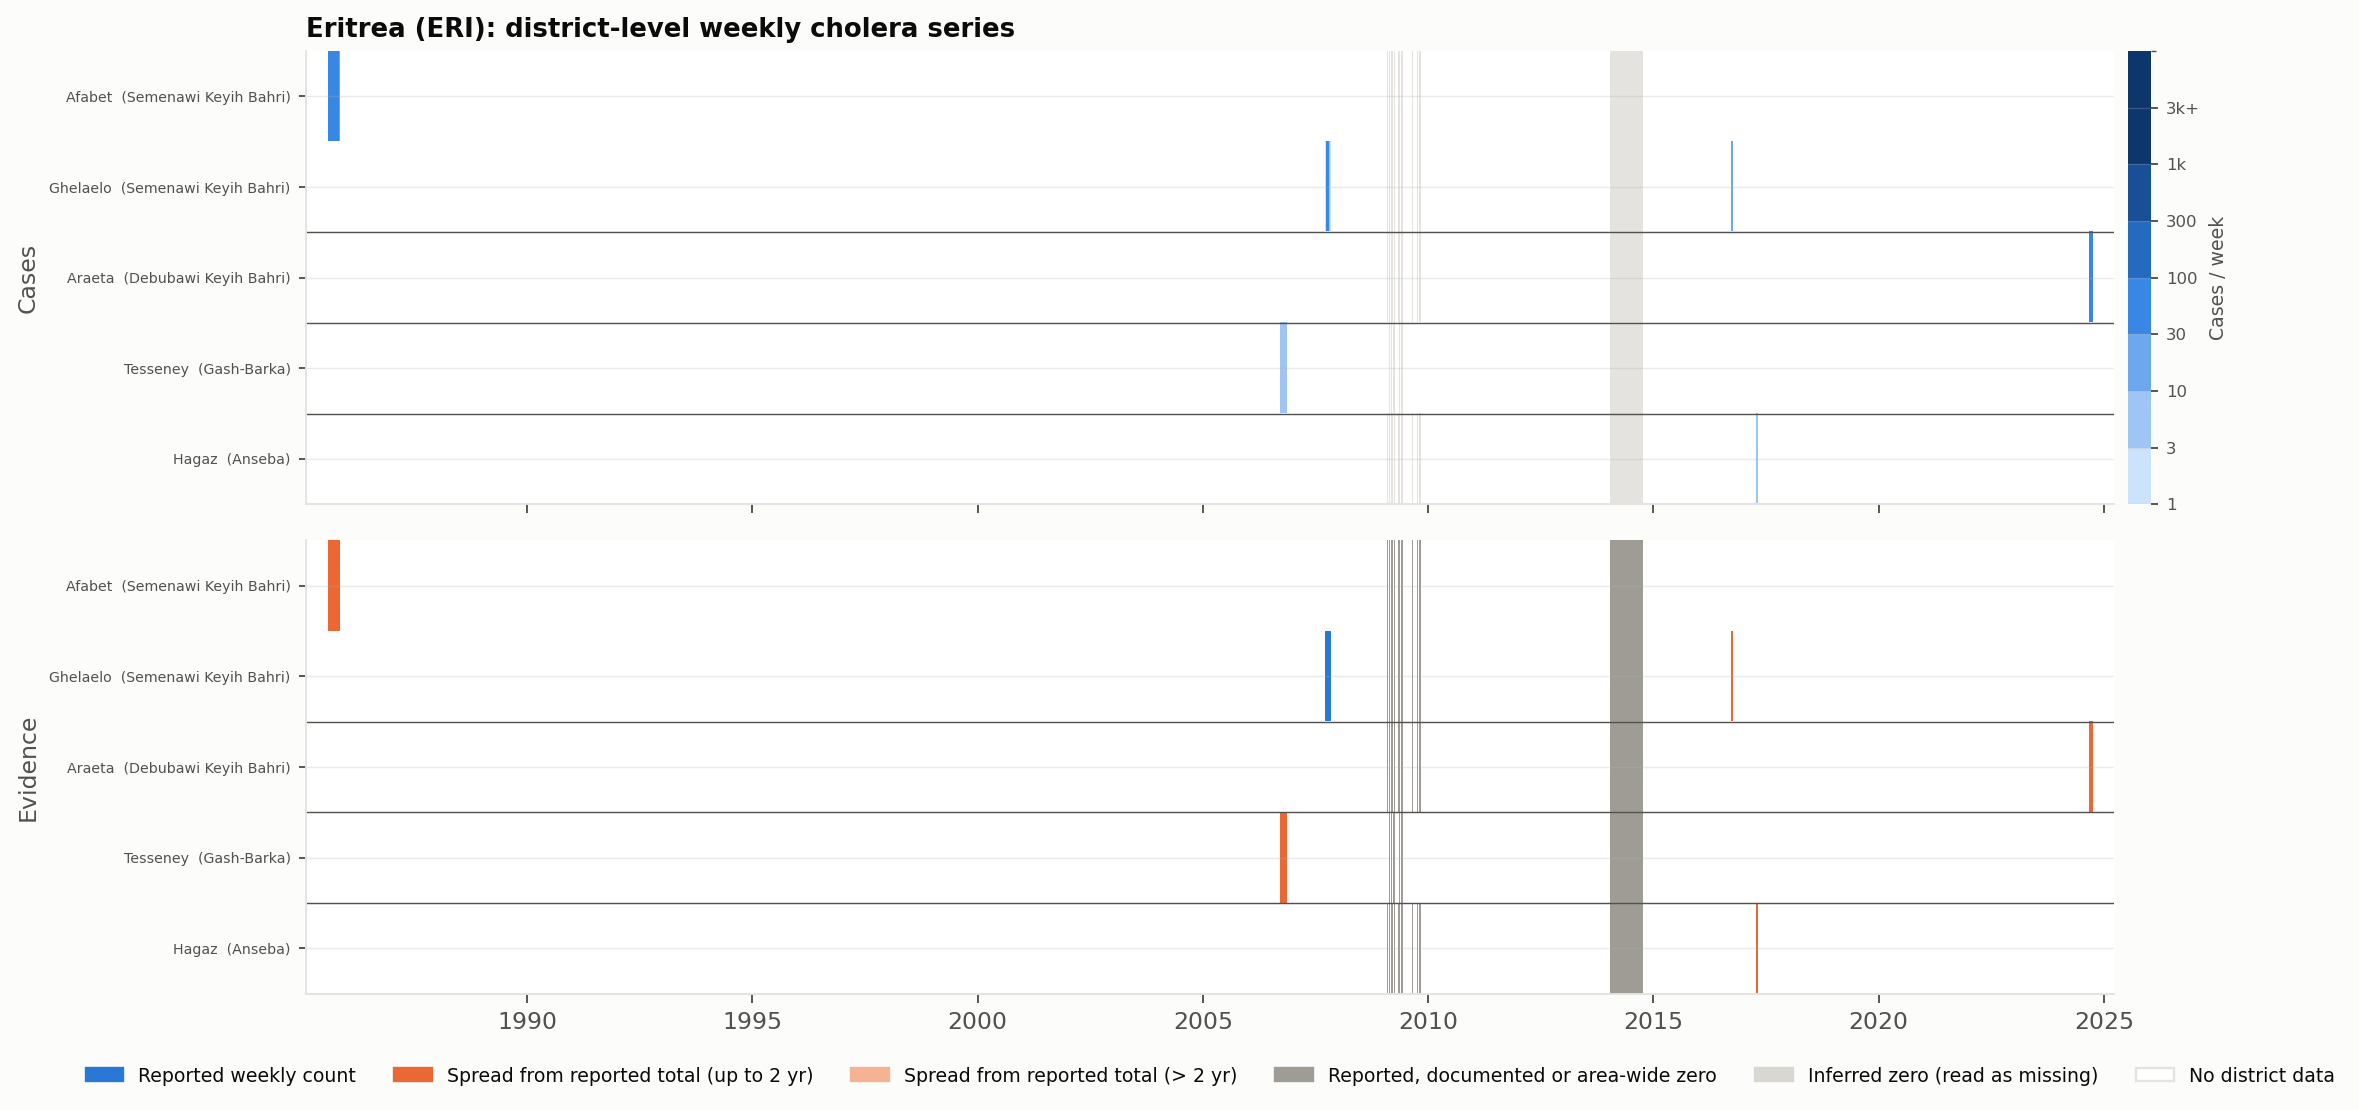 Eritrea (ERI): district-level weekly cholera series
Cases
Afabet  (Semenawi Keyih Bahri)
Ghelaelo  (Semenawi Keyih Bahri)
Araeta  (Debubawi Keyih Bahri)
Tesseney  (Gash-Barka)
Hagaz  (Anseba)
3k+
1k
300
100
30
10
3
1
Cases / week
Evidence
Afabet  (Semenawi Keyih Bahri)
Ghelaelo  (Semenawi Keyih Bahri)
Araeta  (Debubawi Keyih Bahri)
Tesseney  (Gash-Barka)
Hagaz  (Anseba)
1990 1995 2000 2005 2010 2015 2020 2025
Reported weekly count Spread from reported total (up to 2 yr) Spread from reported total (> 2 yr) Reported, documented or area-wide zero Inferred zero (read as missing) No district data